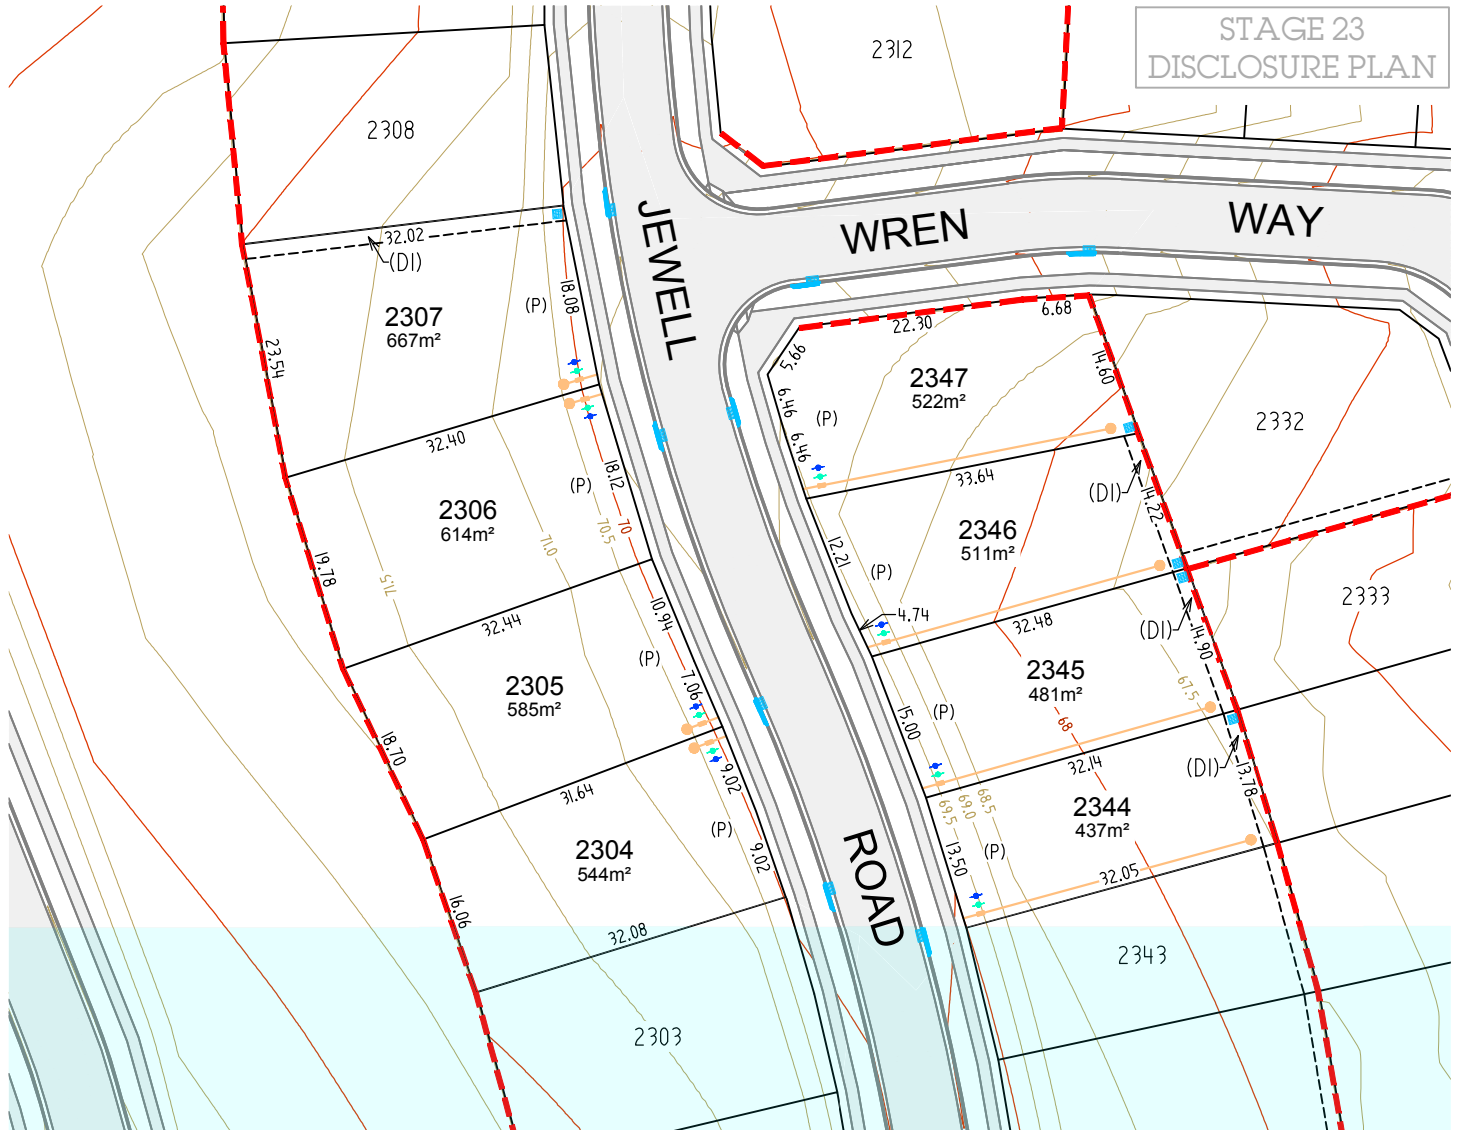 STAGE 23
DISCLOSURE PLAN
2312
2308
32.02
(DI)
JEWELL
WREN
WAY
18.08
(P)
2307
667m²
23.54
22.30
6.68
5.66
14.60
2347
522m²
6.46
(P)
6.46
2332
32.40
18.12
(P)
33.64
(DI)
14.22
2306
614m²
70
70.5
71.0
2346
511m²
12.21
(P)
19.78
71.5
32.44
10.94
4.74
32.48
(DI)
14.90
2333
(P)
7.06
2305
585m²
2345
481m²
67.5
15.00
(P)
68
18.70
31.64
9.02
32.14
(DI)
13.78
(P)
68.5
69.0
69.5
2344
437m²
2304
544m²
9.02
13.50
(P)
32.05
ROAD
16.06
32.08
2343
2303